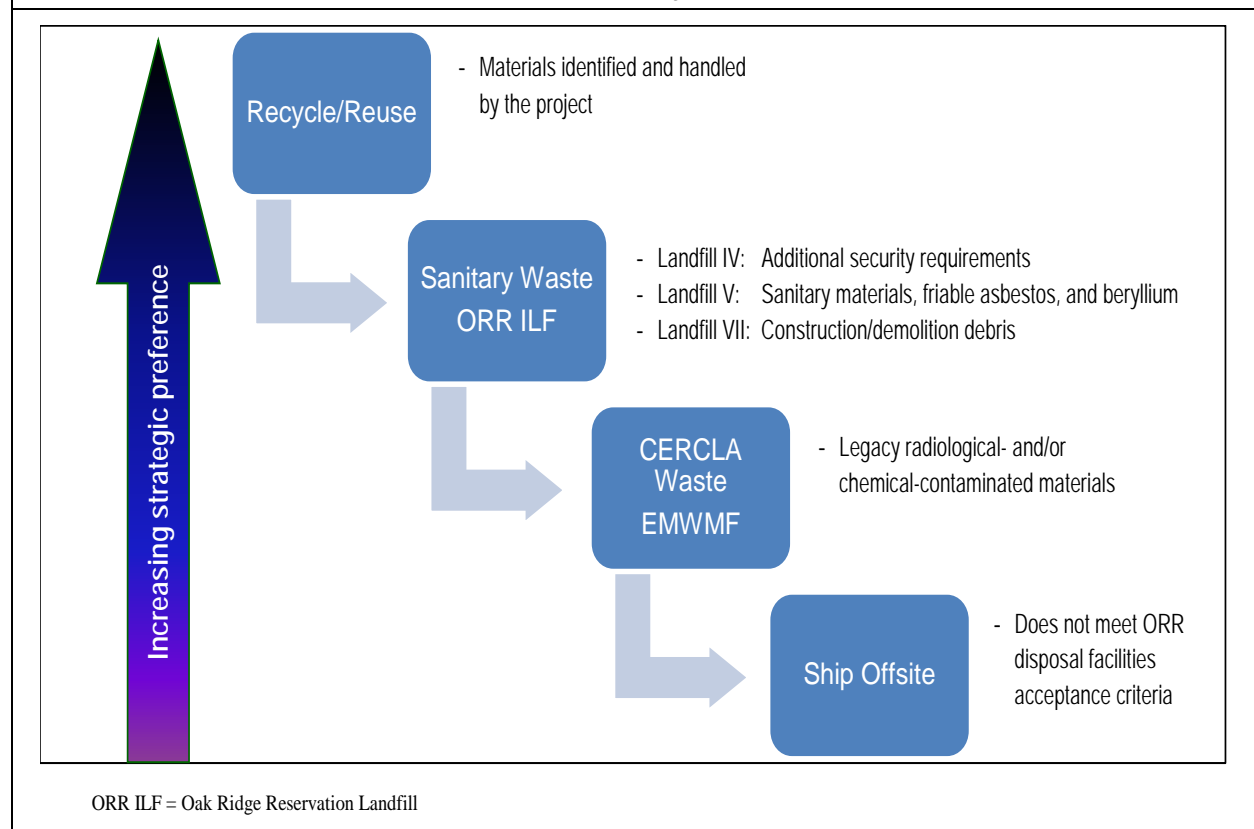 Recycle/Reuse
- Materials identified and handled
by the project
Sanitary Waste
ORR ILF
- Landfill IV: Additional security requirements
- Landfill V: Sanitary materials, friable asbestos, and beryllium
- Landfill VII: Construction/demolition debris
CERCLA
Waste
EMWMF
- Legacy radiological- and/or
chemical-contaminated materials
Ship Offsite
- Does not meet ORR
disposal facilities
acceptance criteria
Increasing strategic preference
ORR ILF = Oak Ridge Reservation Landfill